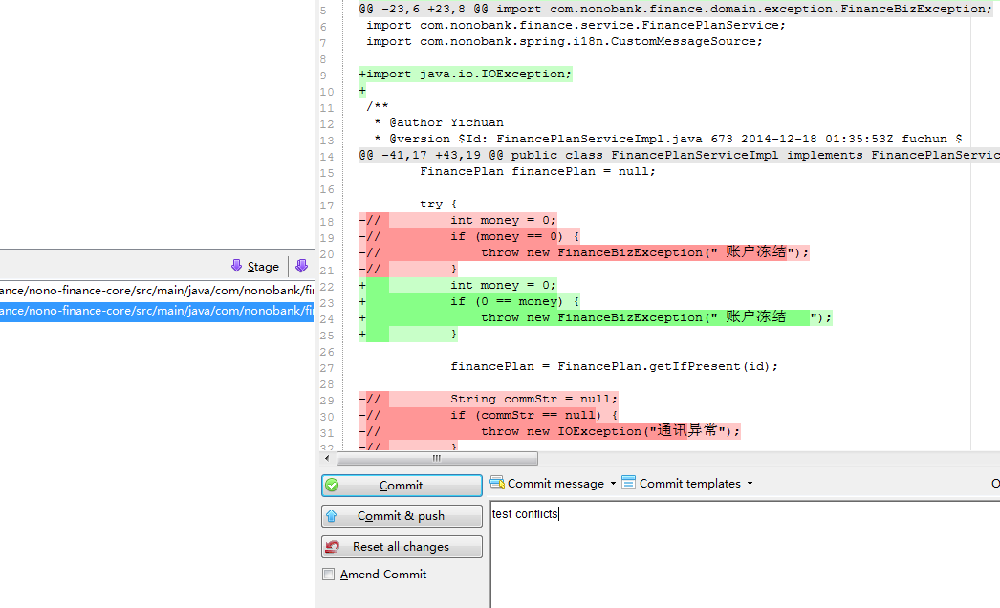 5 @@ -23,6 +23,8 @@ import com.nonobank.finance.domain.exception.FinanceBizException;
6 import com.nonobank.finance.service.FinancePlanService;
7 import com.nonobank.spring.i18n.CustomMessageSource;
8
9 +import java.io.IOException;
10 +
11 /**
12 * @author Yichuan
13 * @version $Id: FinancePlanServiceImpl.java 673 2014-12-18 01:35:53Z fuchun $
14 @@ -41,17 +43,19 @@ public class FinancePlanServiceImpl implements FinancePlanServic
15 FinancePlan financePlan = null;
16
17 try {
18 -// int money = 0;
19 -// if (money == 0) {
20 -// throw new FinanceBizException(" 账户冻结");
21 -// }
22 + int money = 0;
23 + if (0 == money) {
24 + throw new FinanceBizException(" 账户冻结 ");
25 + }
26
27 financePlan = FinancePlan.getIfPresent(id);
28
29 -// String commStr = null;
30 -// if (commStr == null) {
31 -// throw new IOException("通讯异常");
32 -// }
Stage
ance/nono-finance-core/src/main/java/com/nonobank/fi
ance/nono-finance-core/src/main/java/com/nonobank/fi
Commit
Commit & push
Reset all changes
Amend Commit
Commit message
Commit templates
O
test conflicts